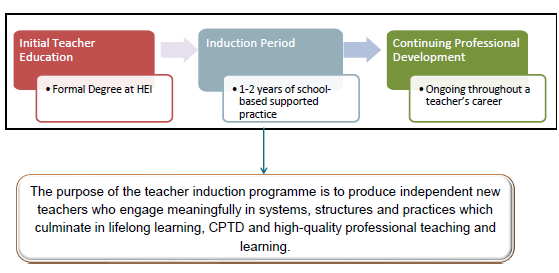 Initial Teacher
Education
• Formal Degree at HEI
Induction Period
• 1-2 years of school-
based supported
practice
Continuing Professional
Development
• Ongoing throughout a
teacher's career
The purpose of the teacher induction programme is to produce independent new
teachers who engage meaningfully in systems, structures and practices which
culminate in lifelong learning, CPTD and high-quality professional teaching and
learning.